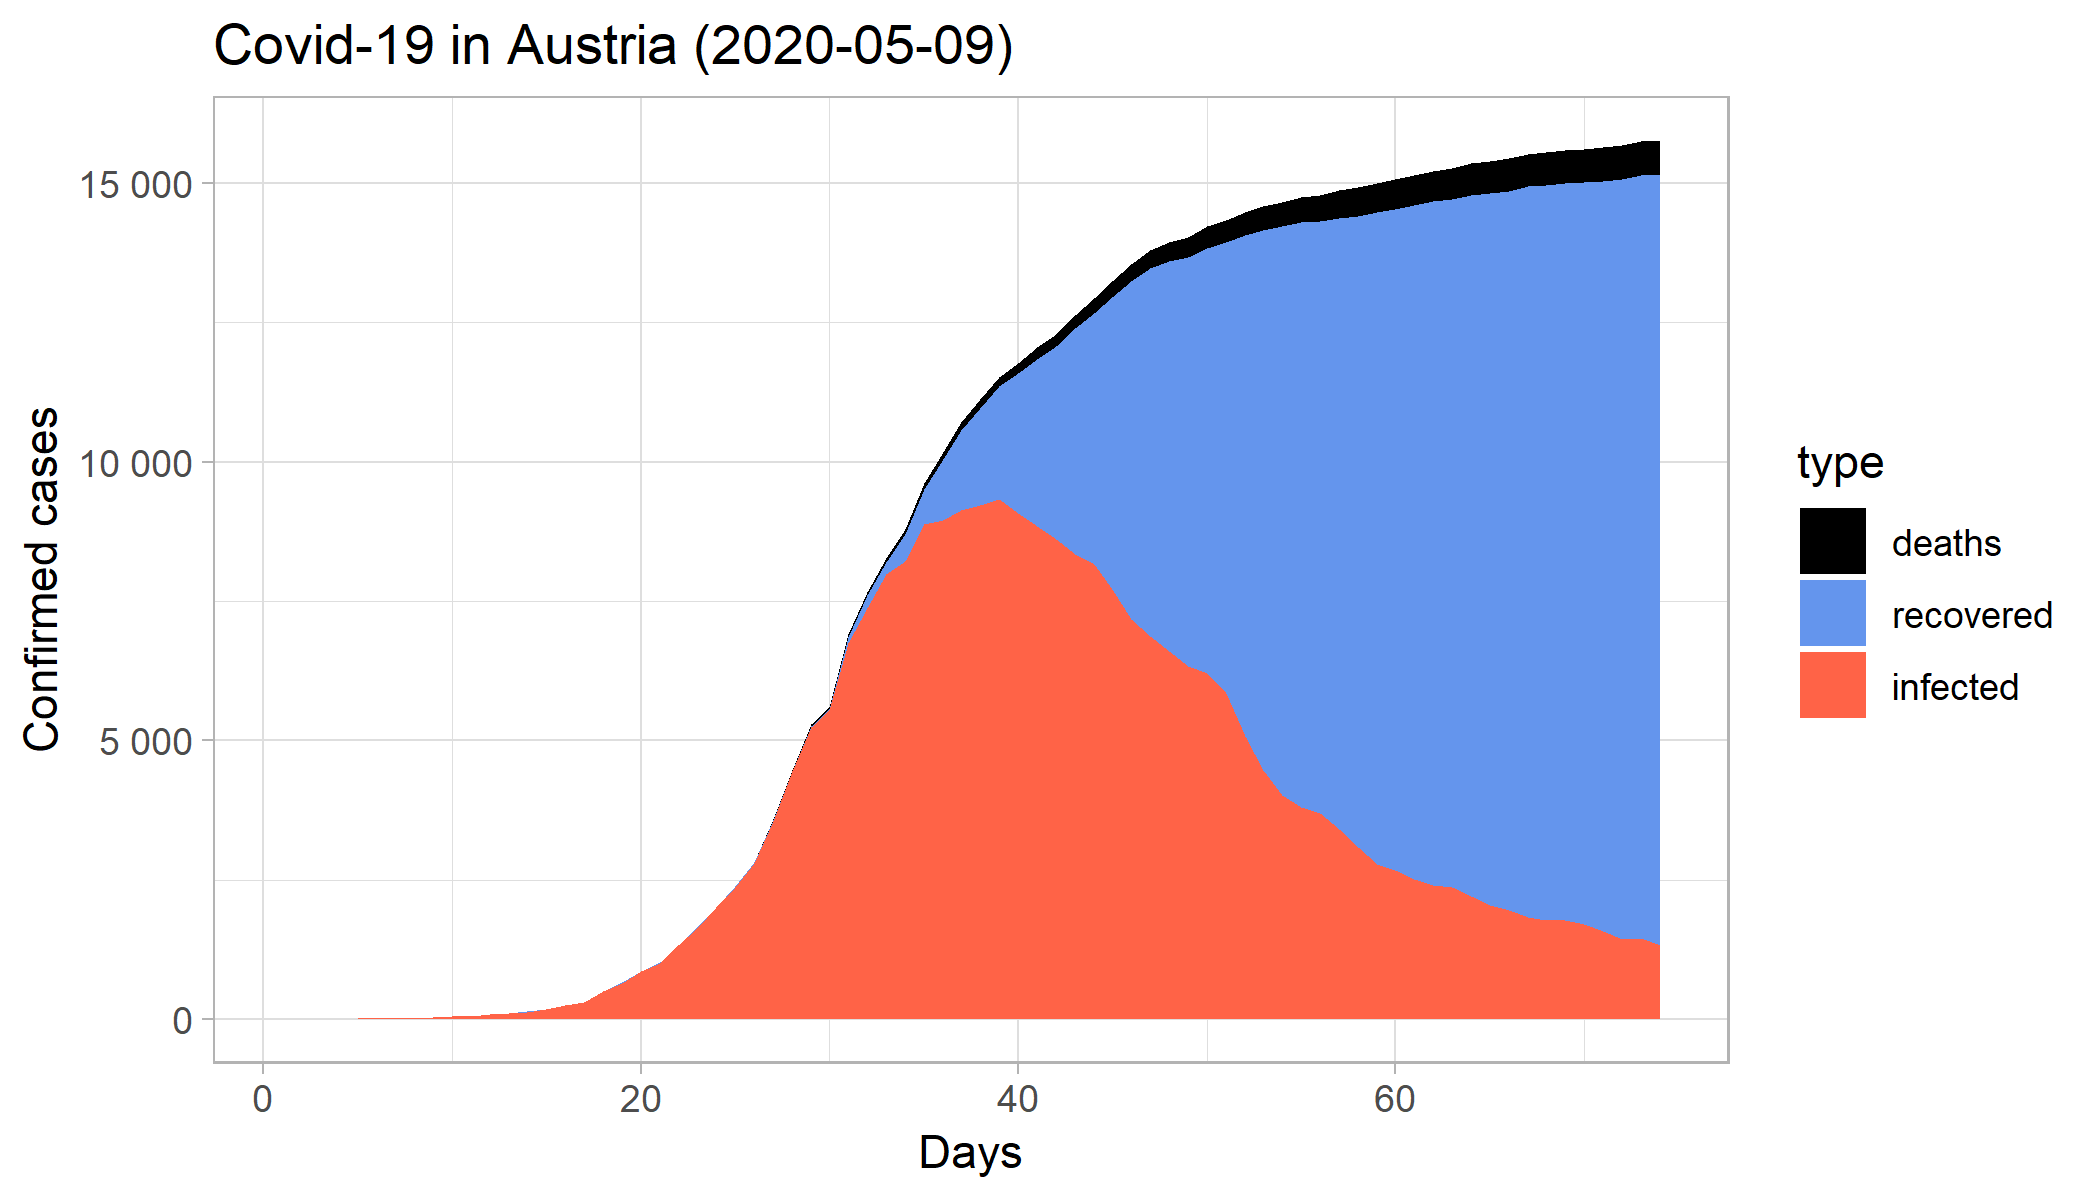 Covid-19 in Austria (2020-05-09)
15 000
10 000
5 000
0
Confirmed cases
0 20 40 60
Days
type
deaths
recovered
infected